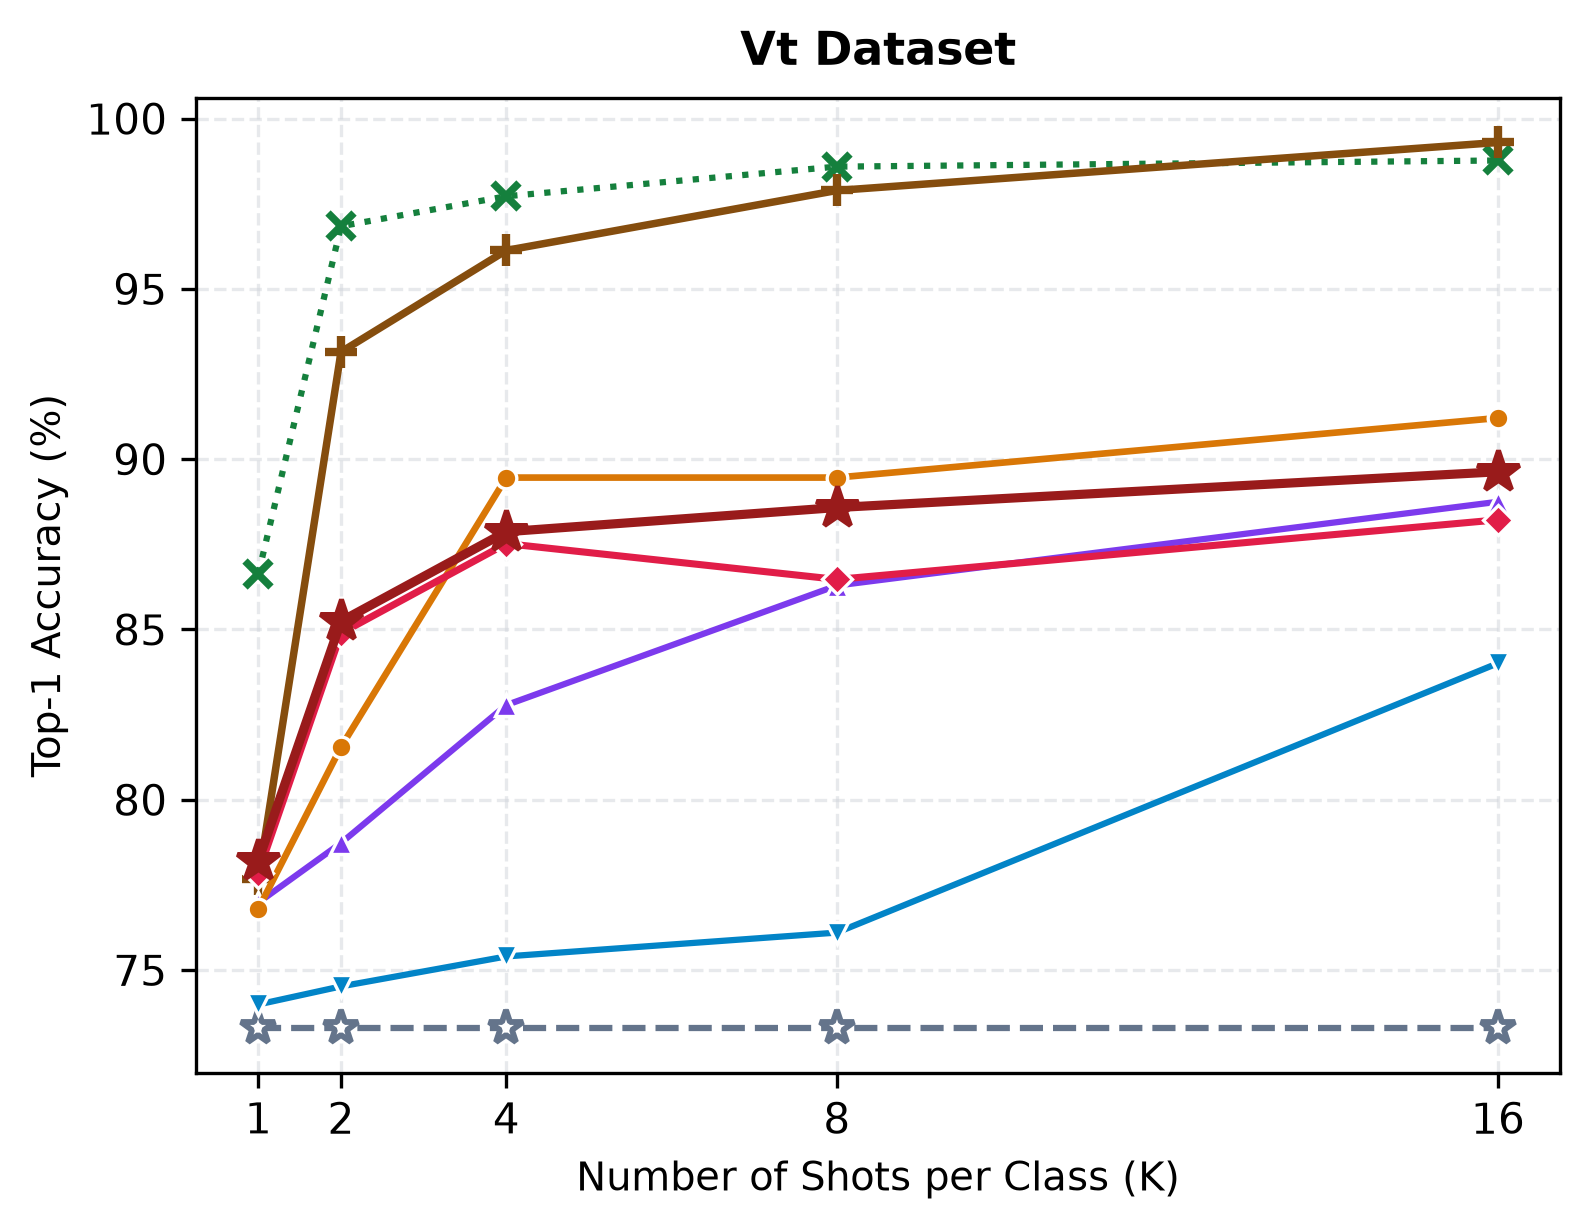 Vt Dataset
Top-1 Accuracy (%)
100
95
90
85
80
75
1 2 4 8 16
Number of Shots per Class (K)